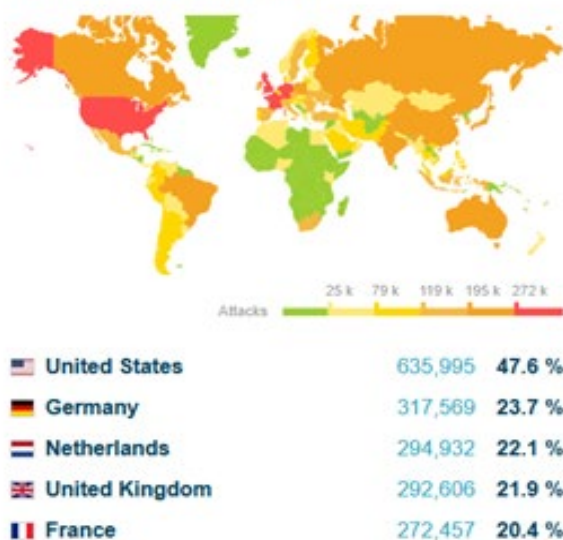 25 k 79 k 119 k 195 k 272 k
Attacks
United States 635,995 47.6 %
Germany 317,569 23.7 %
Netherlands 294,932 22.1 %
United Kingdom 292,606 21.9 %
France 272,457 20.4 %